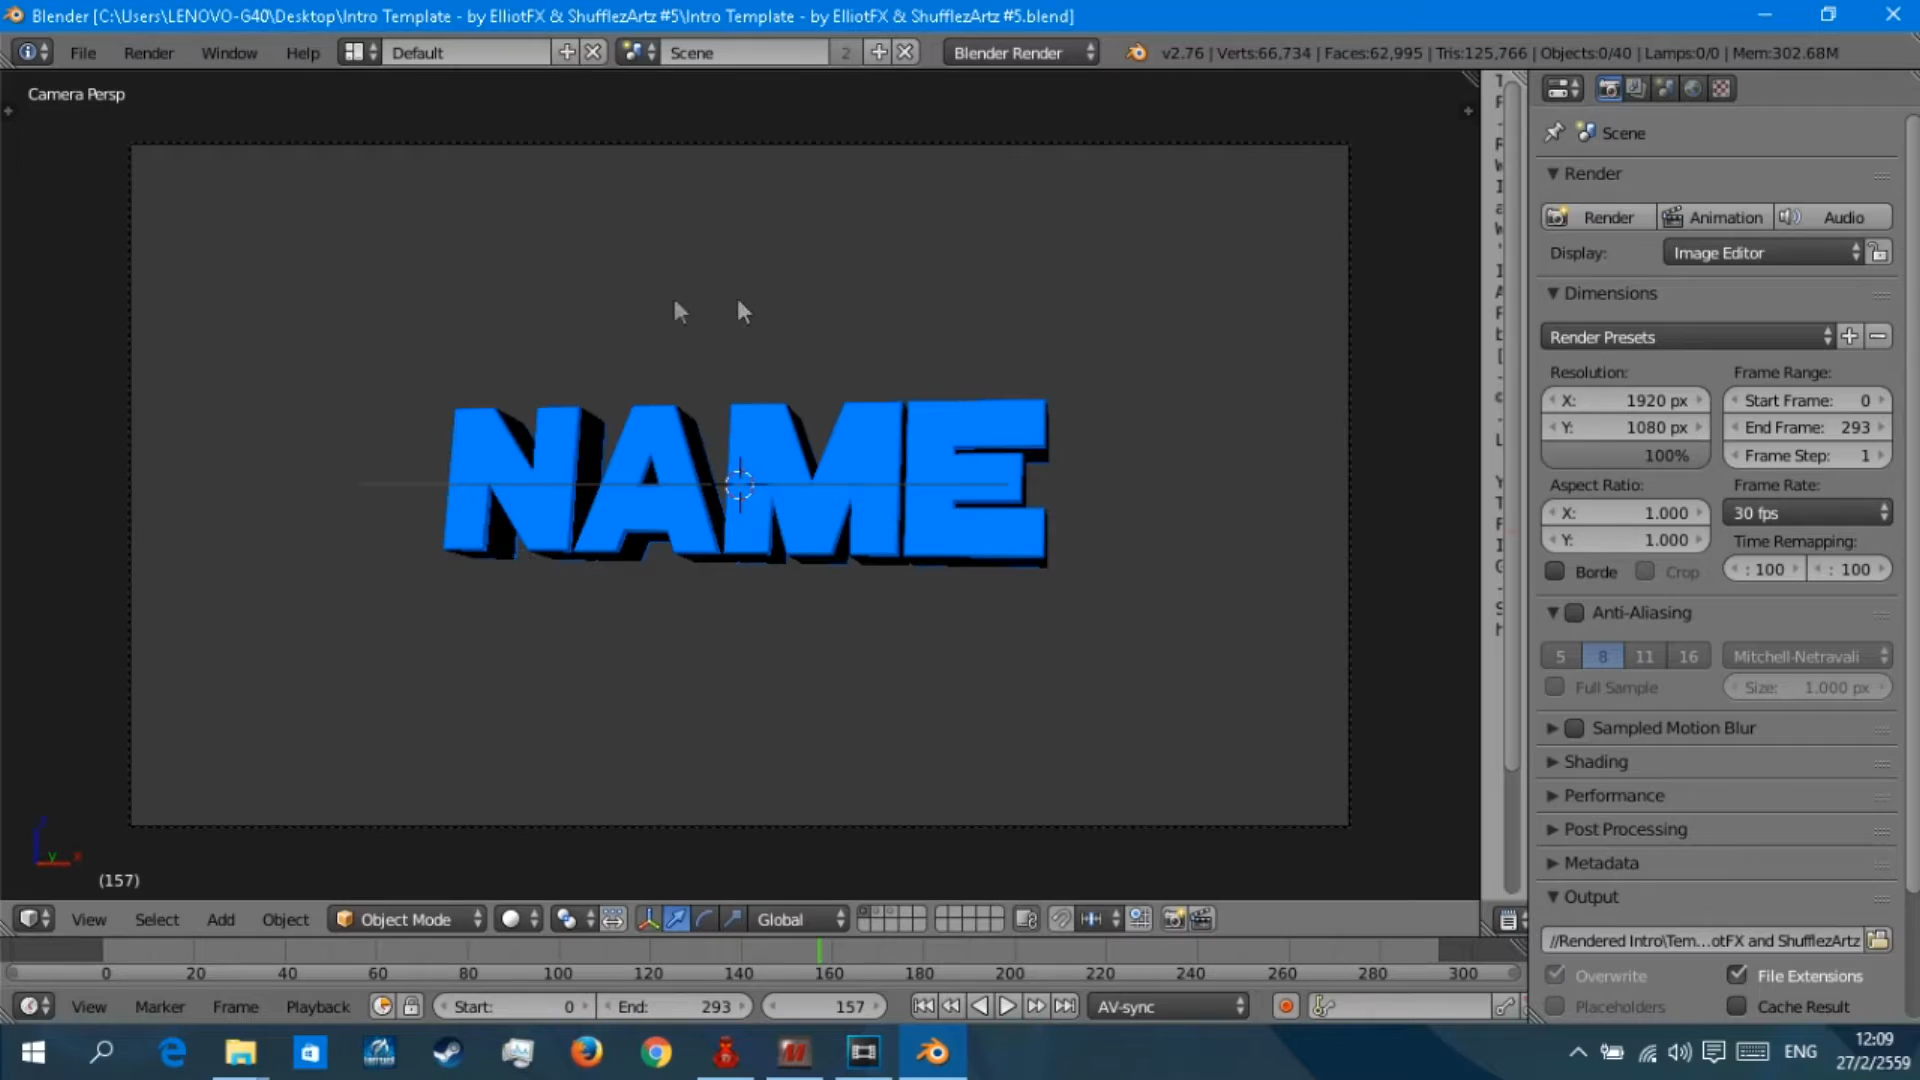 Blender [C:\Users\LENOVO-G40\Desktop\Intro Template - by ElliotFX & ShufflezArtz #5\Intro Template - by ElliotFX & ShufflezArtz #5.blend]
File Render Window Help Default Scene 2 Blender Render v2.76 | Verts:66,734 | Faces:62,995 | Tris:125,766 | Objects:0/40 | Lamps:0/0 | Mem:302.68M
Camera Persp
Scene
Render
Render Animation Audio
Display: Image Editor
Dimensions
Render Presets
Resolution: Frame Range:
X: 1920 px Start Frame: 0
Y: 1080 px End Frame: 293
100% Frame Step: 1
Aspect Ratio: Frame Rate:
X: 1.000 30 fps
Y: 1.000 Time Remapping:
Borde Crop : 100 : 100
Anti-Aliasing
5 8 11 16 Mitchell-Netravali
Full Sample Size: 1.000 px
Sampled Motion Blur
Shading
Performance
Post Processing
Metadata
Output
//Rendered Intro\Tem...otFX and ShufflezArtz
Overwrite File Extensions
Placeholders Cache Result
NAME
y x
(157)
View Select Add Object Object Mode Global
0 20 40 60 80 100 120 140 160 180 200 220 240 260 280 300
View Marker Frame Playback Start: 0 End: 293 157 AV-sync
ENG
12:09
27/2/2559